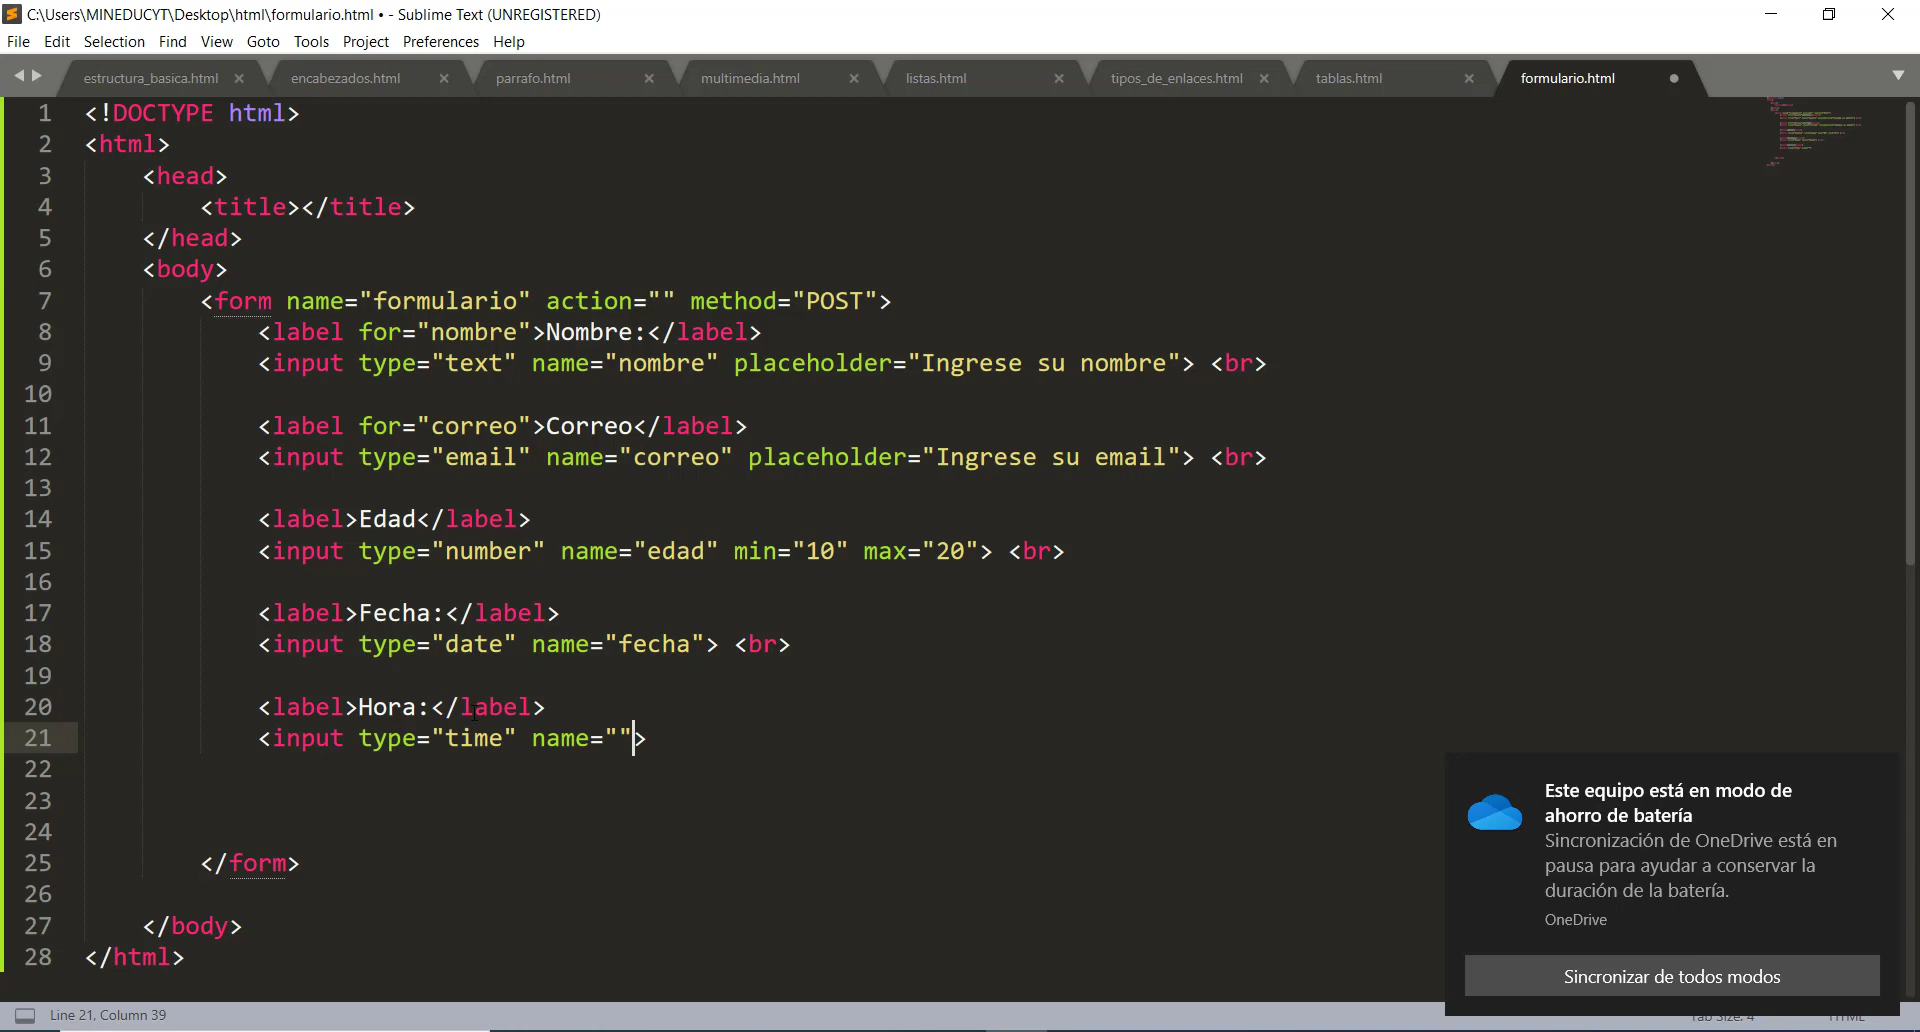 C:\Users\MINEDUCYT\Desktop\html\formulario.html • - Sublime Text (UNREGISTERED)
File Edit Selection Find View Goto Tools Project Preferences Help
estructura_basica.html encabezados.html parrafo.html multimedia.html listas.html tipos_de_enlaces.html tablas.html formulario.html
1 <!DOCTYPE html>
2 <html>
3 <head>
4 <title></title>
5 </head>
6 <body>
7 <form name="formulario" action="" method="POST">
8 <label for="nombre">Nombre:</label>
9 <input type="text" name="nombre" placeholder="Ingrese su nombre"> <br>
10
11 <label for="correo">Correo</label>
12 <input type="email" name="correo" placeholder="Ingrese su email"> <br>
13
14 <label>Edad</label>
15 <input type="number" name="edad" min="10" max="20"> <br>
16
17 <label>Fecha:</label>
18 <input type="date" name="fecha"> <br>
19
20 <label>Hora:</label>
21 <input type="time" name="">
22
23
24
25 </form>
26
27 </body>
28 </html>
Este equipo está en modo de
ahorro de batería
Sincronización de OneDrive está en
pausa para ayudar a conservar la
duración de la batería.
OneDrive
Sincronizar de todos modos
Line 21, Column 39 Tab Size: 4 HTML